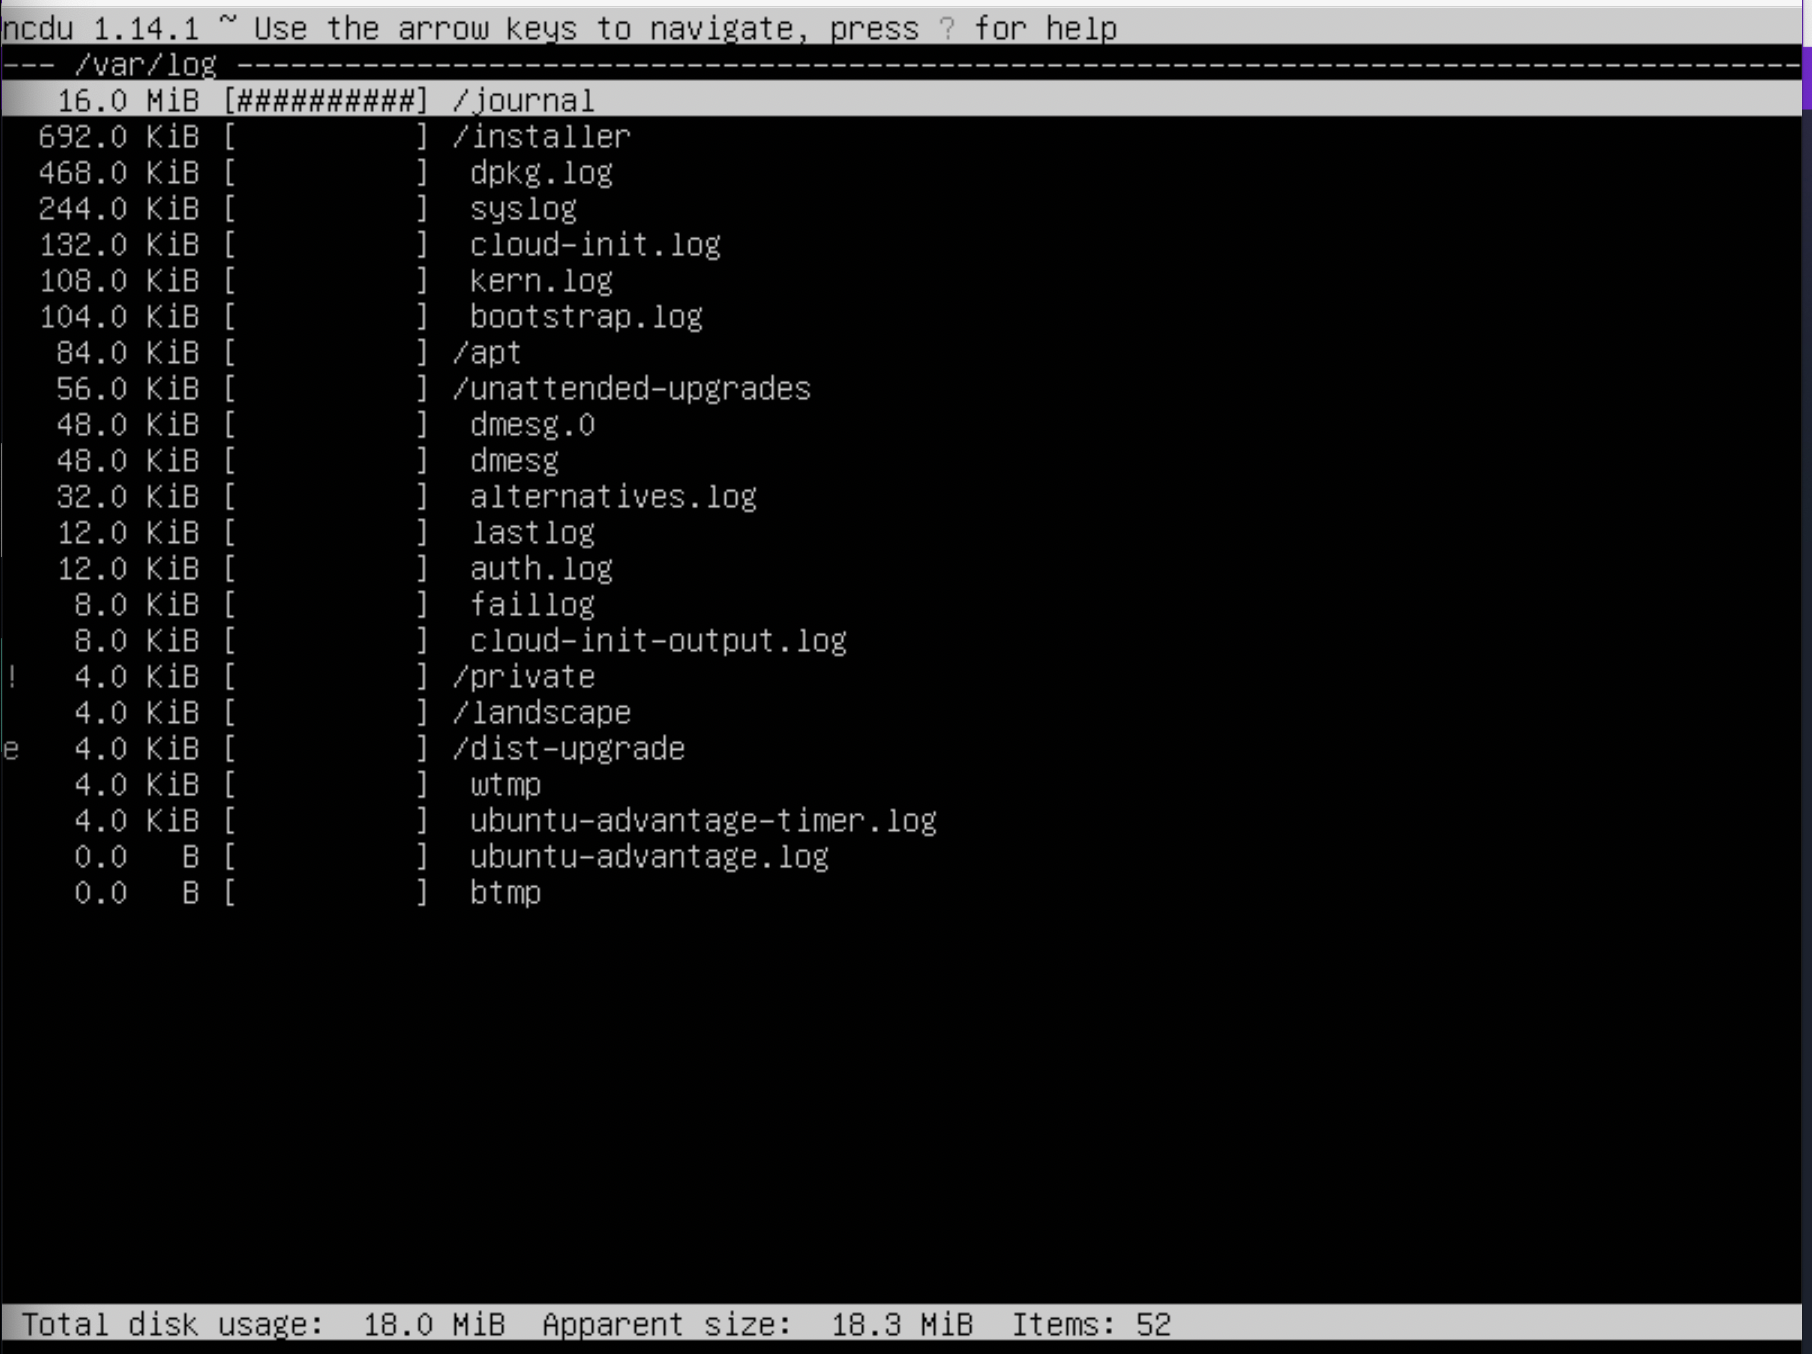 ncdu 1.14.1 ~ Use the arrow keys to navigate, press ? for help
--- /var/log ---------------------------------------------------------------------------------------
   16.0 MiB [##########] /journal
  692.0 KiB [          ] /installer
  468.0 KiB [          ]  dpkg.log
  244.0 KiB [          ]  syslog
  132.0 KiB [          ]  cloud-init.log
  108.0 KiB [          ]  kern.log
  104.0 KiB [          ]  bootstrap.log
   84.0 KiB [          ] /apt
   56.0 KiB [          ] /unattended-upgrades
   48.0 KiB [          ]  dmesg.0
   48.0 KiB [          ]  dmesg
   32.0 KiB [          ]  alternatives.log
   12.0 KiB [          ]  lastlog
   12.0 KiB [          ]  auth.log
    8.0 KiB [          ]  faillog
    8.0 KiB [          ]  cloud-init-output.log
!   4.0 KiB [          ] /private
    4.0 KiB [          ] /landscape
e   4.0 KiB [          ] /dist-upgrade
    4.0 KiB [          ]  wtmp
    4.0 KiB [          ]  ubuntu-advantage-timer.log
    0.0   B [          ]  ubuntu-advantage.log
    0.0   B [          ]  btmp
Total disk usage:  18.0 MiB  Apparent size:  18.3 MiB  Items: 52